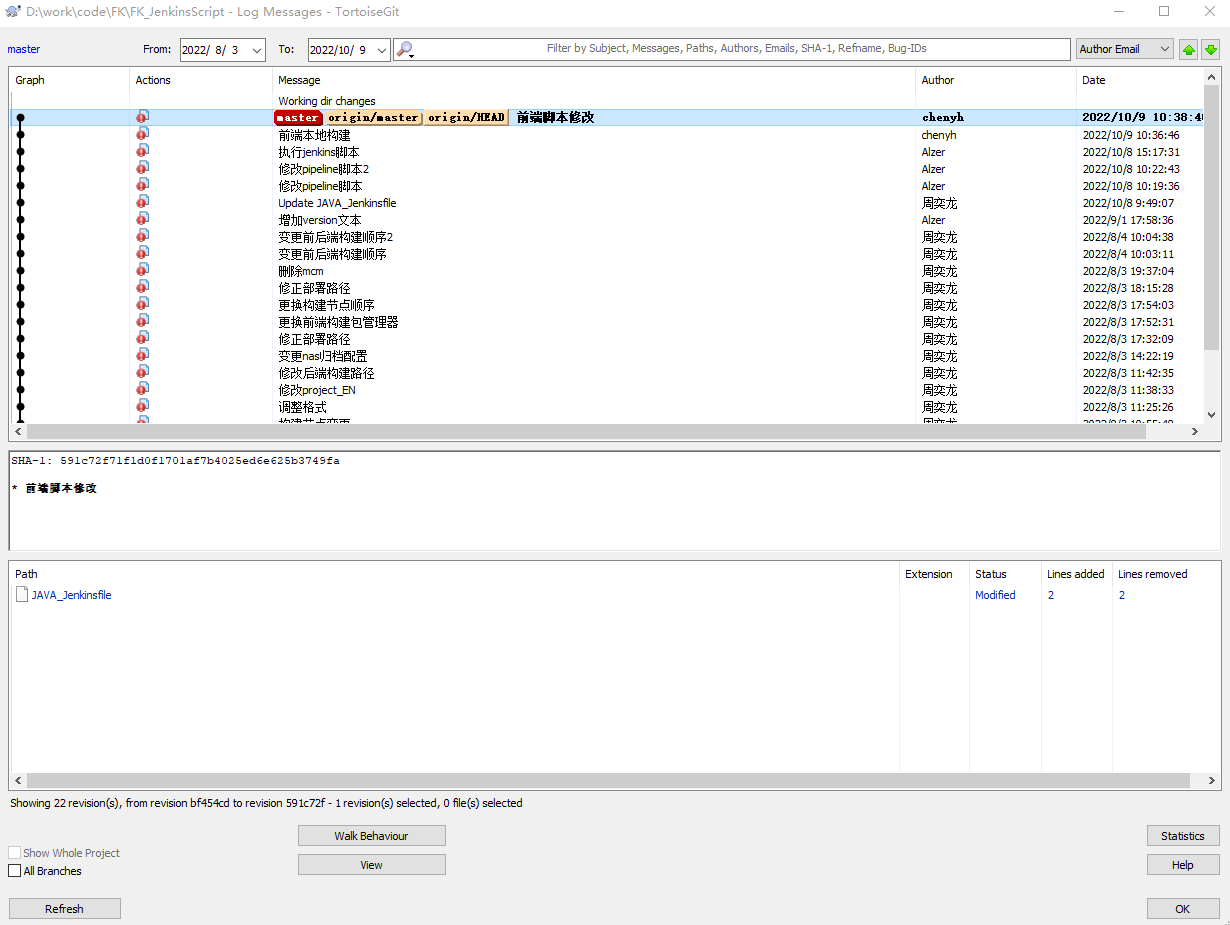 D:\work\code\FK\FK_JenkinsScript - Log Messages - TortoiseGit
master From: 2022/ 8/ 3 To: 2022/10/ 9 Filter by Subject, Messages, Paths, Authors, Emails, SHA-1, Refname, Bug-IDs Author Email
Graph Actions Message Author Date
Working dir changes
master origin/master origin/HEAD 前端脚本修改 chenyh 2022/10/9 10:38:4
前端本地构建 chenyh 2022/10/9 10:36:46
执行jenkins脚本 Alzer 2022/10/8 15:17:31
修改pipeline脚本2 Alzer 2022/10/8 10:22:43
修改pipeline脚本 Alzer 2022/10/8 10:19:36
Update JAVA_Jenkinsfile 周奕龙 2022/10/8 9:49:07
增加version文本 Alzer 2022/9/1 17:58:36
变更前后端构建顺序2 周奕龙 2022/8/4 10:04:38
变更前后端构建顺序 周奕龙 2022/8/4 10:03:11
删除mcm 周奕龙 2022/8/3 19:37:04
修正部署路径 周奕龙 2022/8/3 18:15:28
更换构建节点顺序 周奕龙 2022/8/3 17:54:03
更换前端构建包管理器 周奕龙 2022/8/3 17:52:31
修正部署路径 周奕龙 2022/8/3 17:32:09
变更nas归档配置 周奕龙 2022/8/3 14:22:19
修改后端构建路径 周奕龙 2022/8/3 11:42:35
修改project_EN 周奕龙 2022/8/3 11:38:33
调整格式 周奕龙 2022/8/3 11:25:26
SHA-1: 591c72f71f1d0f1701af7b4025ed6e625b3749fa
* 前端脚本修改
Path Extension Status Lines added Lines removed
JAVA_Jenkinsfile Modified 2 2
Showing 22 revision(s), from revision bf454cd to revision 591c72f - 1 revision(s) selected, 0 file(s) selected
Walk Behaviour Statistics
Show Whole Project
View Help
All Branches
Refresh OK